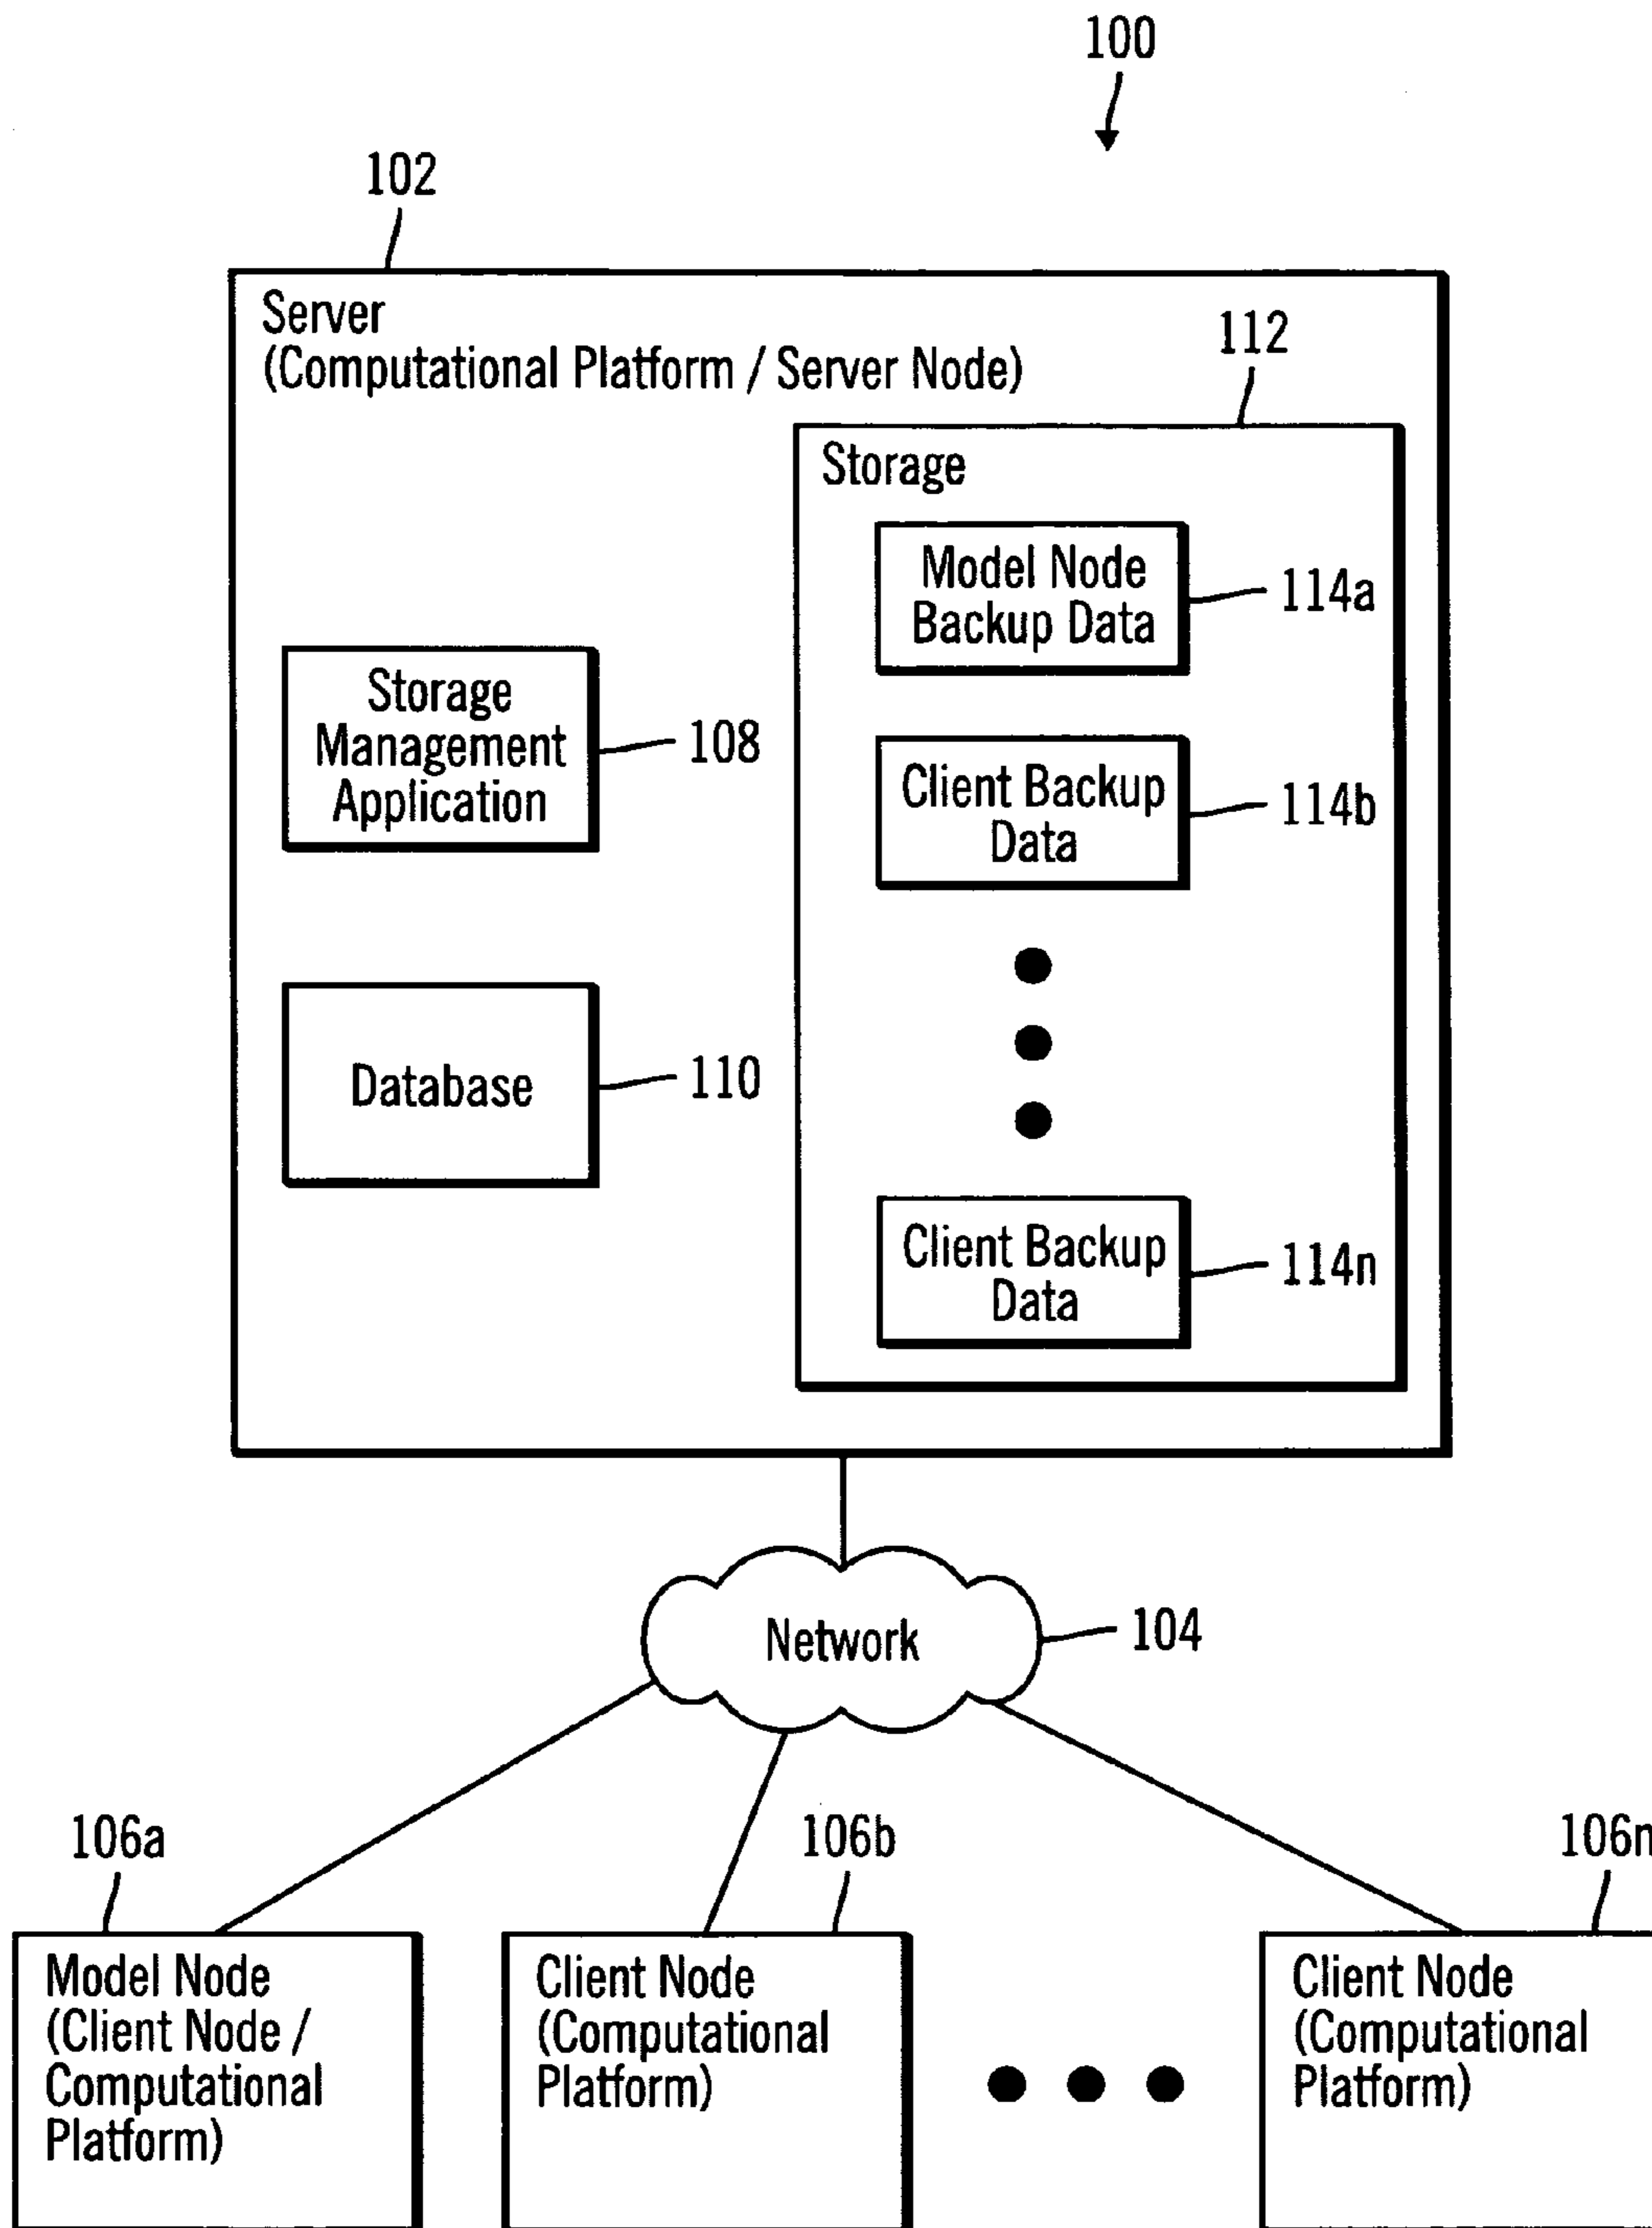 100
102
Server
(Computational Platform / Server Node)
112
Storage
Model Node
Backup Data
114a
Storage
Management
Application
108
Client Backup
Data
114b
Database
110
Client Backup
Data
114n
Network
104
106a
106b
106n
Model Node
(Client Node /
Computational
Platform)
Client Node
(Computational
Platform)
Client Node
(Computational
Platform)